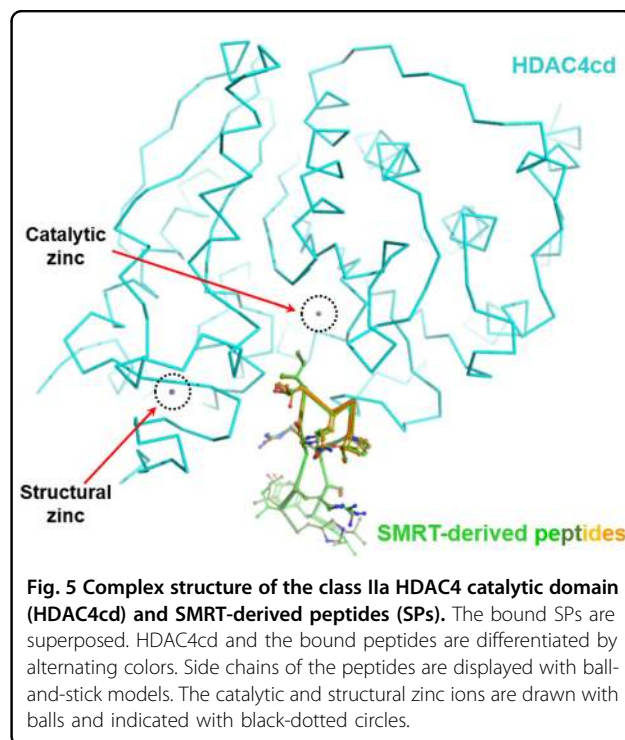 HDAC4cd
Catalytic
zinc
Structural
zinc
SMRT-derived peptides
Fig. 5 Complex structure of the class IIa HDAC4 catalytic domain
(HDAC4cd) and SMRT-derived peptides (SPs). The bound SPs are
superposed. HDAC4cd and the bound peptides are differentiated by
alternating colors. Side chains of the peptides are displayed with ball-
and-stick models. The catalytic and structural zinc ions are drawn with
balls and indicated with black-dotted circles.